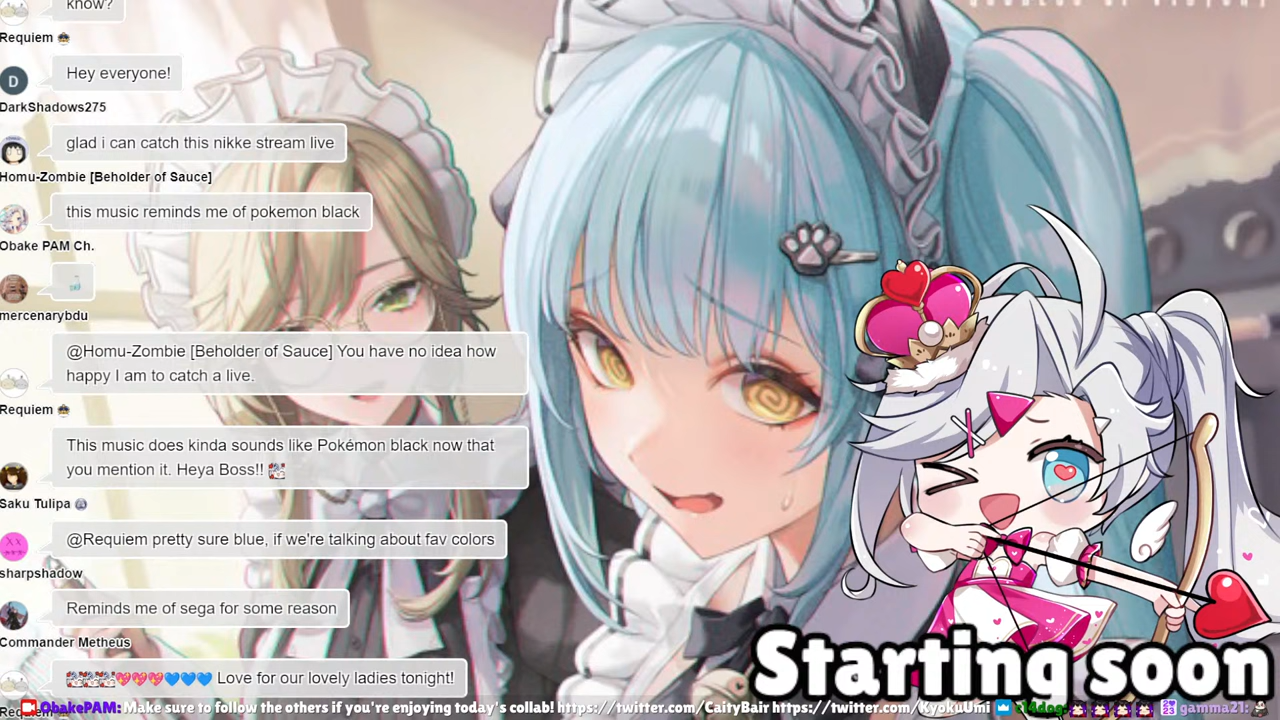 know?
Requiem
GODDESS OF VICTORY
D
Hey everyone!
DarkShadows275
glad i can catch this nikke stream live
Homu-Zombie [Beholder of Sauce]
this music reminds me of pokemon black
Obake PAM Ch.
mercenarybdu
@Homu-Zombie [Beholder of Sauce] You have no idea how
happy I am to catch a live.
Requiem
This music does kinda sounds like Pokémon black now that
you mention it. Heya Boss!!
Saku Tulipa
@Requiem pretty sure blue, if we're talking about fav colors
sharpshadow
Reminds me of sega for some reason
Commander Metheus
Love for our lovely ladies tonight!
Requiem
Starting soon
ObakePAM: Make sure to follow the others if you're enjoying today's collab! https://twitter.com/CaityBair https://twitter.com/KyokuUmi
23 gamma21: